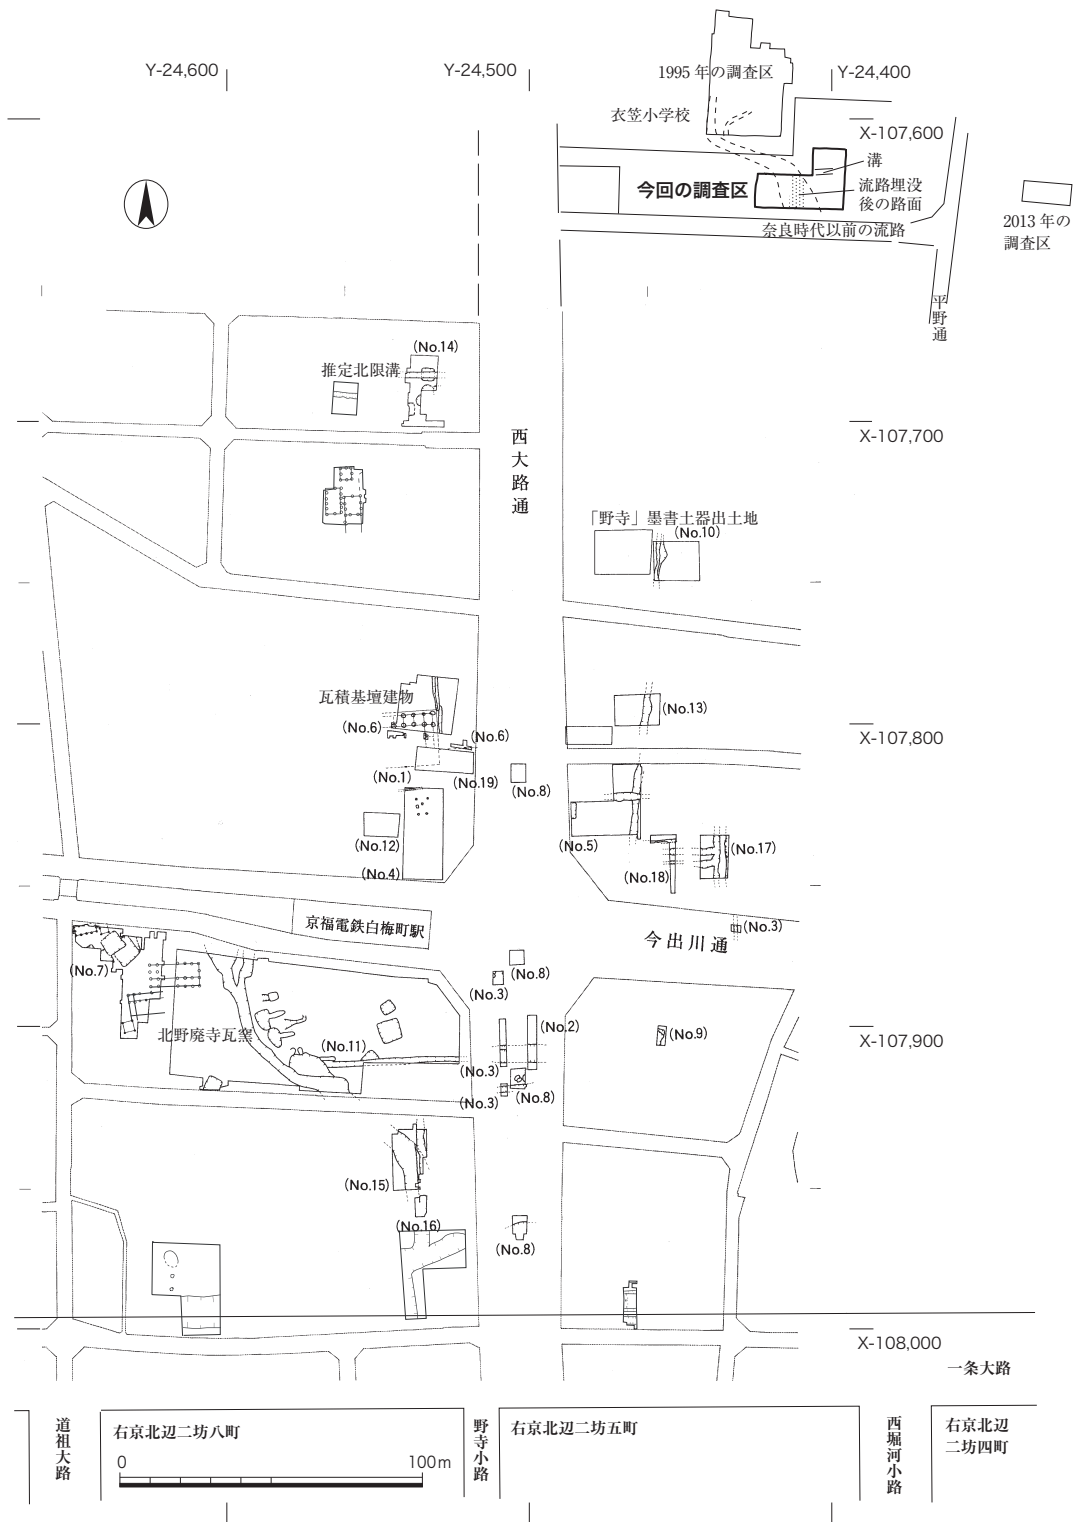 Y-24,600
Y-24,500
Y-24,400
1995 年の調査区
衣笠小学校
X-107,600
溝
今回の調査区
流路埋没
後の路面
奈良時代以前の流路
2013 年の
調査区
平野通
(No.14)
推定北限溝
西大路通
X-107,700
「野寺」墨書土器出土地
(No.10)
瓦積基壇建物
(No.6)
(No.6)
(No.13)
X-107,800
(No.1)
(No.19)
(No.8)
(No.12)
(No.5)
(No.17)
(No.4)
(No.18)
京福電鉄白梅町駅
今出川通
(No.3)
(No.7)
(No.8)
(No.3)
北野廃寺瓦窯
(No.11)
(No.2)
(No.9)
X-107,900
(No.3)
(No.3)
(No.8)
(No.15)
(No.16)
(No.8)
X-108,000
一条大路
道祖大路
右京北辺二坊八町
野寺小路
右京北辺二坊五町
西堀河小路
右京北辺
二坊四町
0
100m